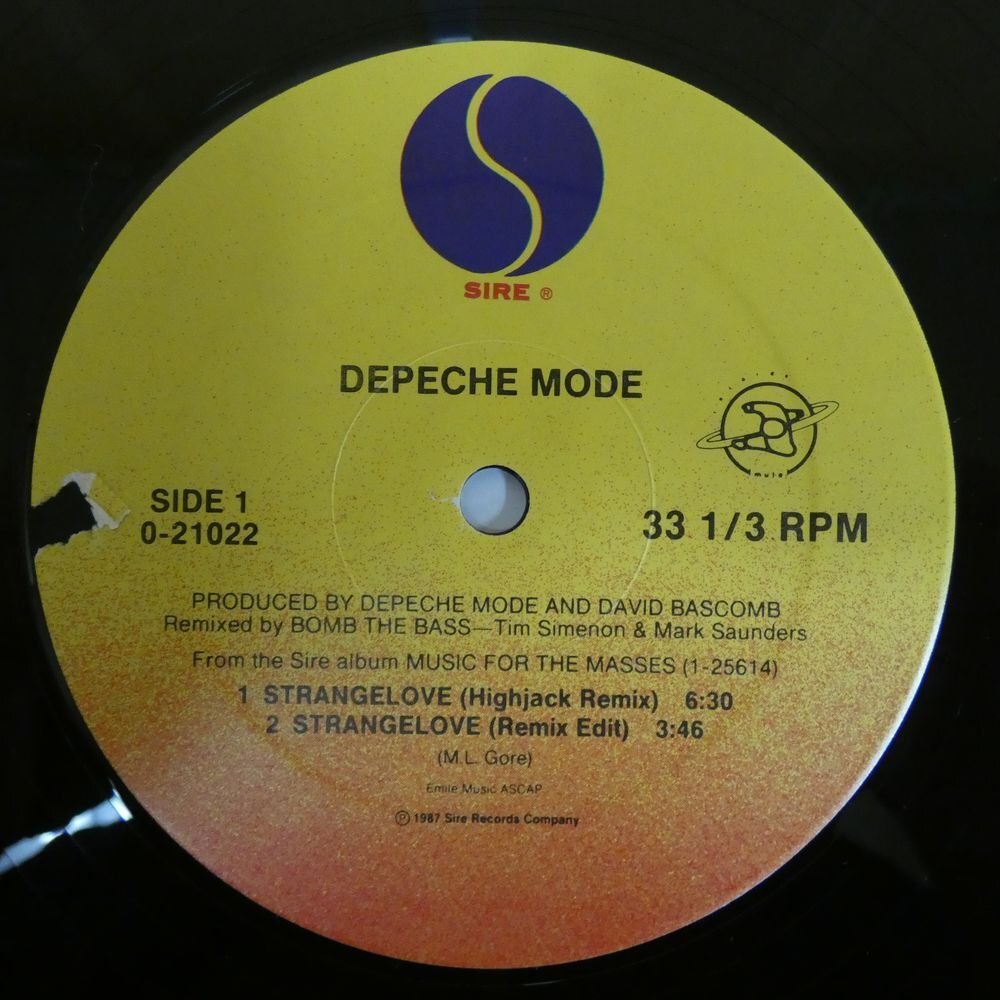 SIRE ®
DEPECHE MODE
mute
SIDE 1
0-21022
33 1/3 RPM
PRODUCED BY DEPECHE MODE AND DAVID BASCOMB
Remixed by BOMB THE BASS—Tim Simenon & Mark Saunders
From the Sire album MUSIC FOR THE MASSES (1-25614)
1 STRANGELOVE (Highjack Remix) 6:30
2 STRANGELOVE (Remix Edit) 3:46
(M.L. Gore)
Emile Music ASCAP
℗ 1987 Sire Records Company